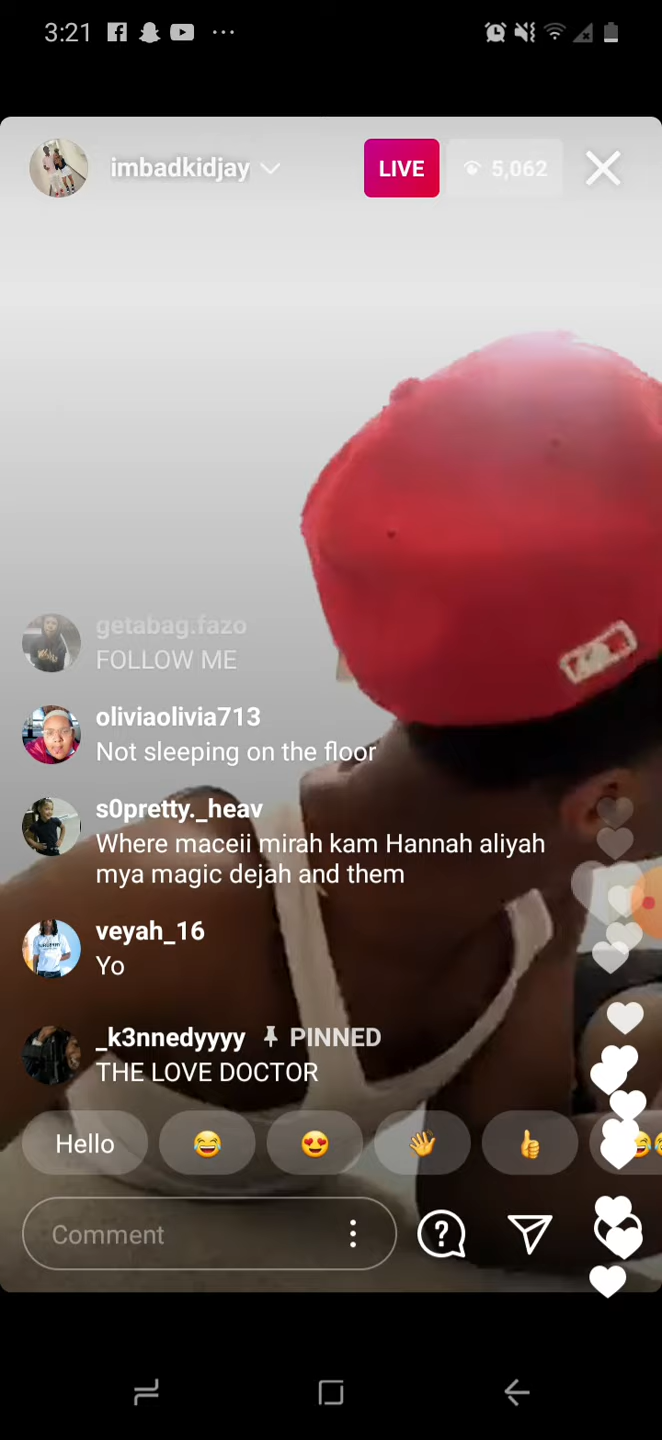 3:21
imbadkidjay
LIVE
5,062
getabag.fazo
FOLLOW ME
oliviaolivia713
Not sleeping on the floor
s0pretty._heav
Where maceii mirah kam Hannah aliyah
mya magic dejah and them
veyah_16
Yo
_k3nnedyyyy PINNED
THE LOVE DOCTOR
Hello 😂 😍 👋 👍 😂
Comment